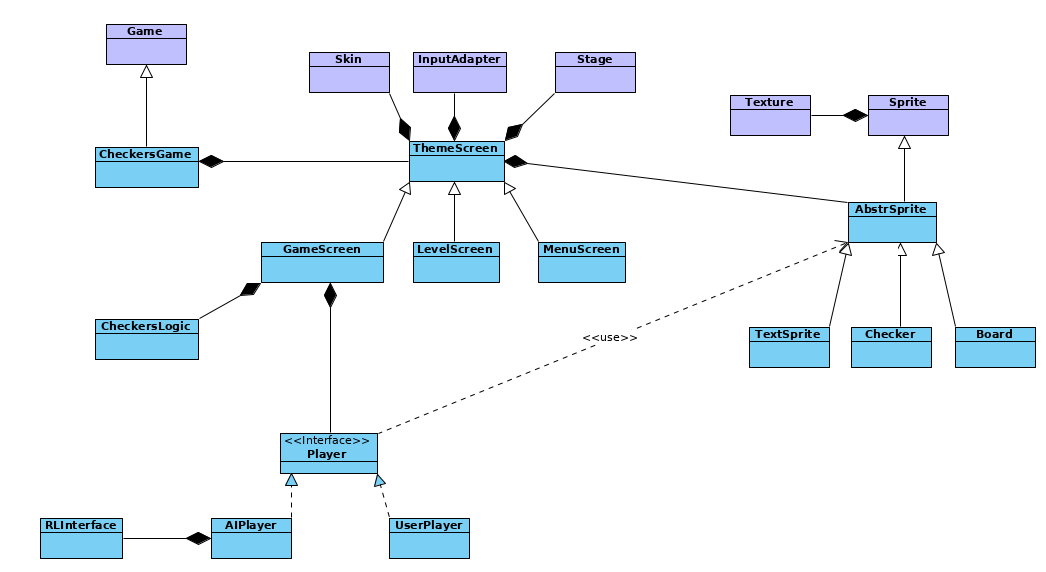 Game
Skin
InputAdapter
Stage
Texture
Sprite
CheckersGame
ThemeScreen
AbstrSprite
GameScreen
LevelScreen
MenuScreen
CheckersLogic
<<use>>
TextSprite
Checker
Board
<<Interface>>
Player
RLInterface
AIPlayer
UserPlayer